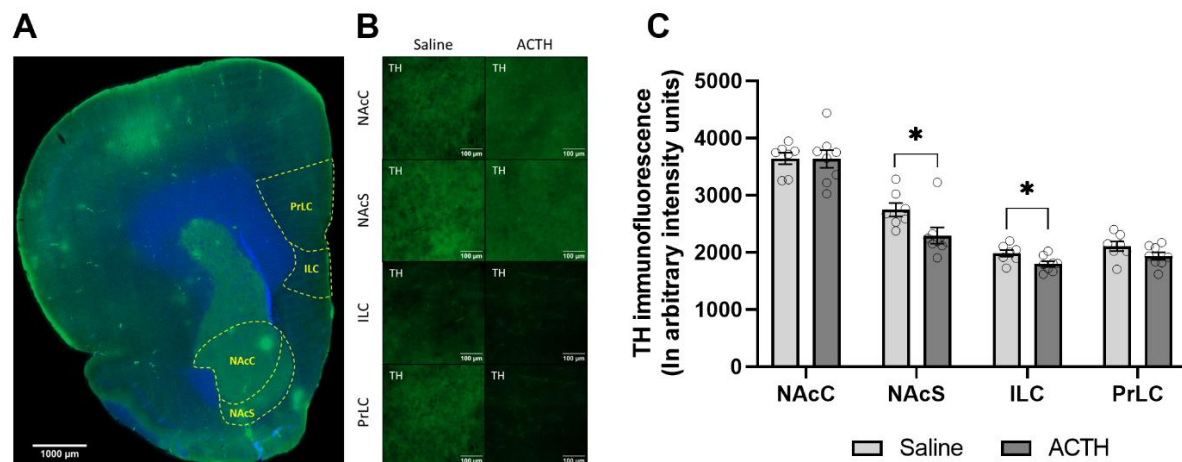 A
PrLC
ILC
NAcC
NAcS
1000 µm
B
Saline
ACTH
NAcC
TH
100 µm
TH
100 µm
NAcS
TH
100 µm
TH
100 µm
ILC
TH
100 µm
TH
100 µm
PrLC
TH
100 µm
TH
100 µm
C
TH immunofluorescence
(In arbitrary intensity units)
5000
4000
3000
2000
1000
0
*
*
NAcC
NAcS
ILC
PrLC
Saline
ACTH